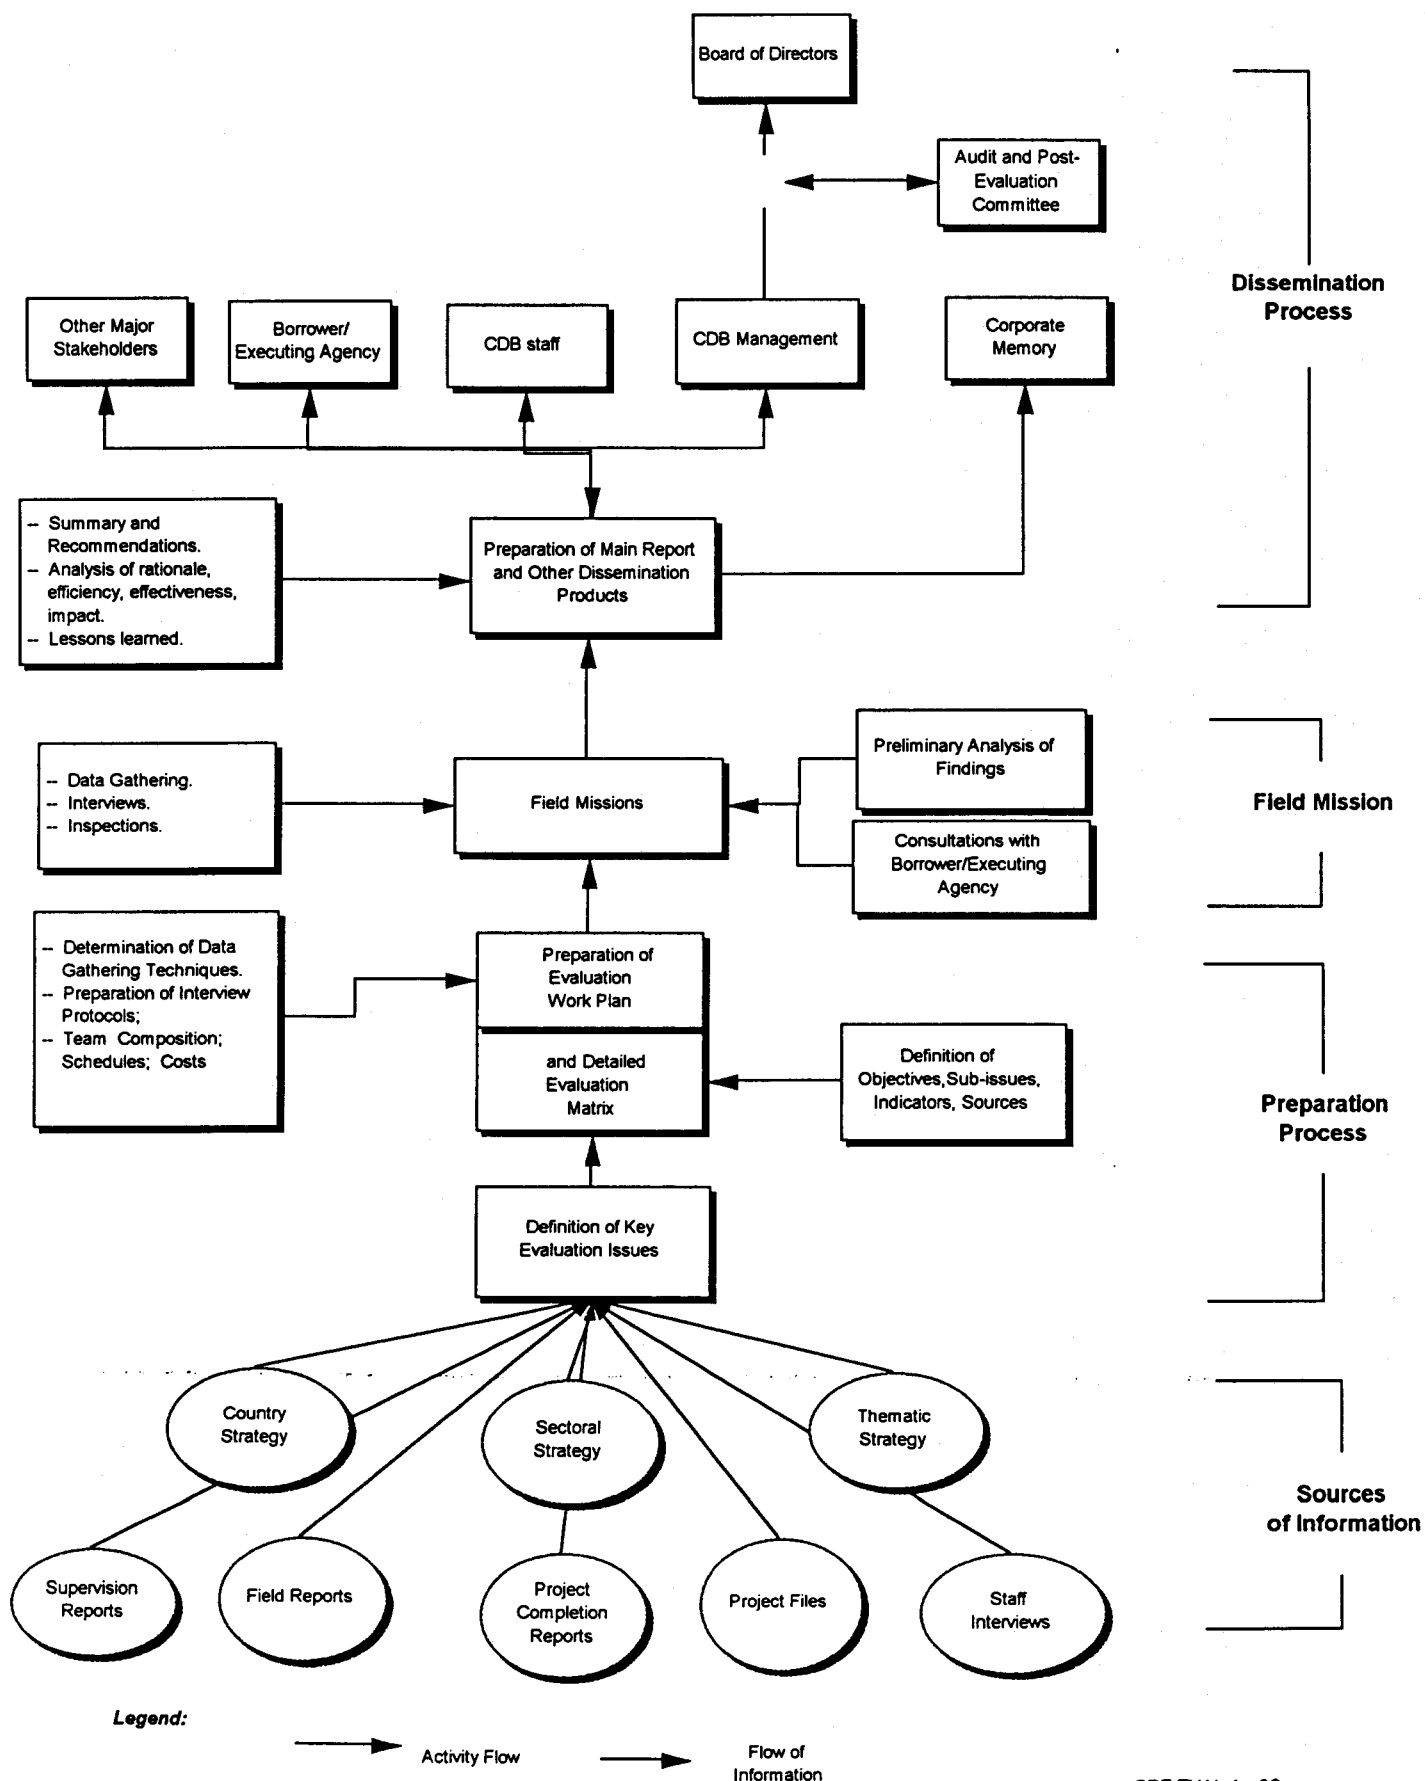 Board of Directors
Audit and Post-
Evaluation
Committee
Dissemination
Process
Other Major
Stakeholders
Borrower/
Executing Agency
CDB staff
CDB Management
Corporate
Memory
-- Summary and
Recommendations.
-- Analysis of rationale,
efficiency, effectiveness,
impact.
-- Lessons learned.
Preparation of Main Report
and Other Dissemination
Products
-- Data Gathering.
-- Interviews.
-- Inspections.
Field Missions
Preliminary Analysis of
Findings
Consultations with
Borrower/Executing
Agency
Field Mission
-- Determination of Data
Gathering Techniques.
-- Preparation of Interview
Protocols;
-- Team Composition;
Schedules; Costs
Preparation of
Evaluation
Work Plan
and Detailed
Evaluation
Matrix
Definition of
Objectives,Sub-issues,
Indicators, Sources
Preparation
Process
Definition of Key
Evaluation Issues
Country
Strategy
Sectoral
Strategy
Thematic
Strategy
Sources
of Information
Supervision
Reports
Field Reports
Project
Completion
Reports
Project Files
Staff
Interviews
Legend:
Activity Flow
Flow of
Information